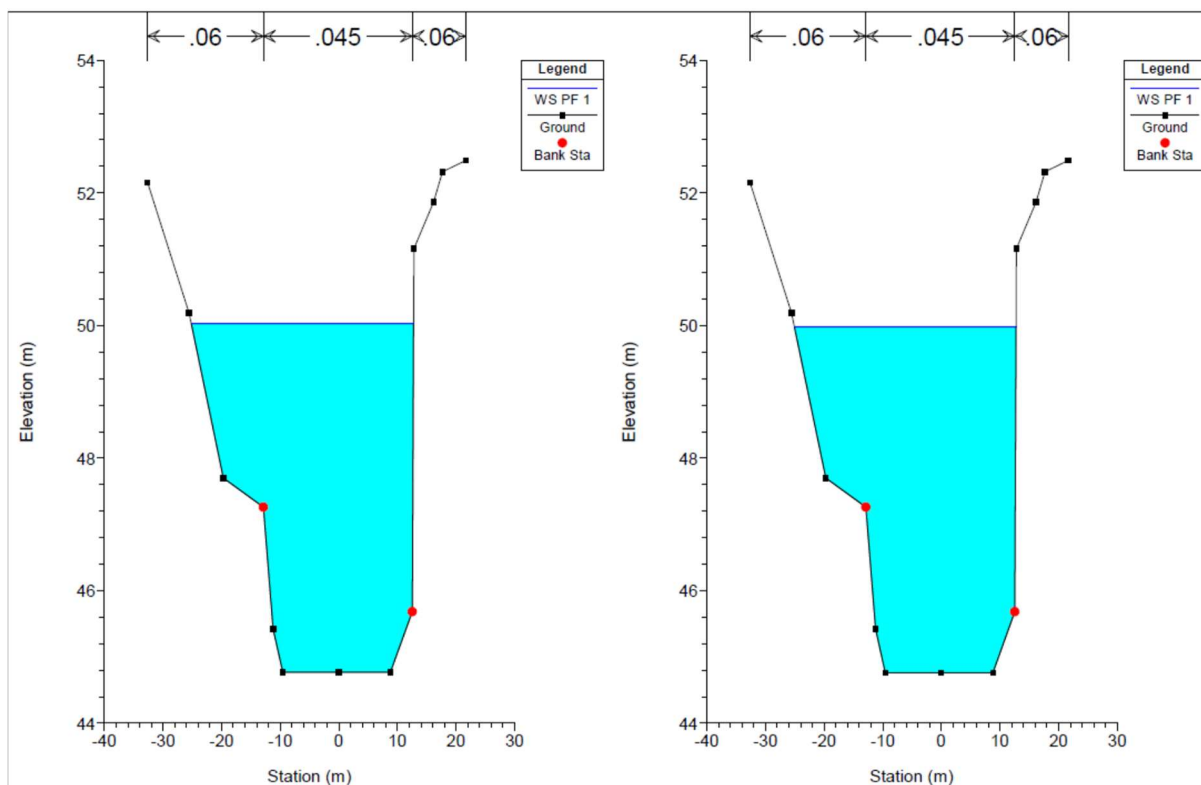 .06 .045 .06
Legend
WS PF 1
Ground
Bank Sta
54
52
50
48
46
44
Elevation (m)
-40 -30 -20 -10 0 10 20 30
Station (m)
.06 .045 .06
Legend
WS PF 1
Ground
Bank Sta
54
52
50
48
46
44
Elevation (m)
-40 -30 -20 -10 0 10 20 30
Station (m)